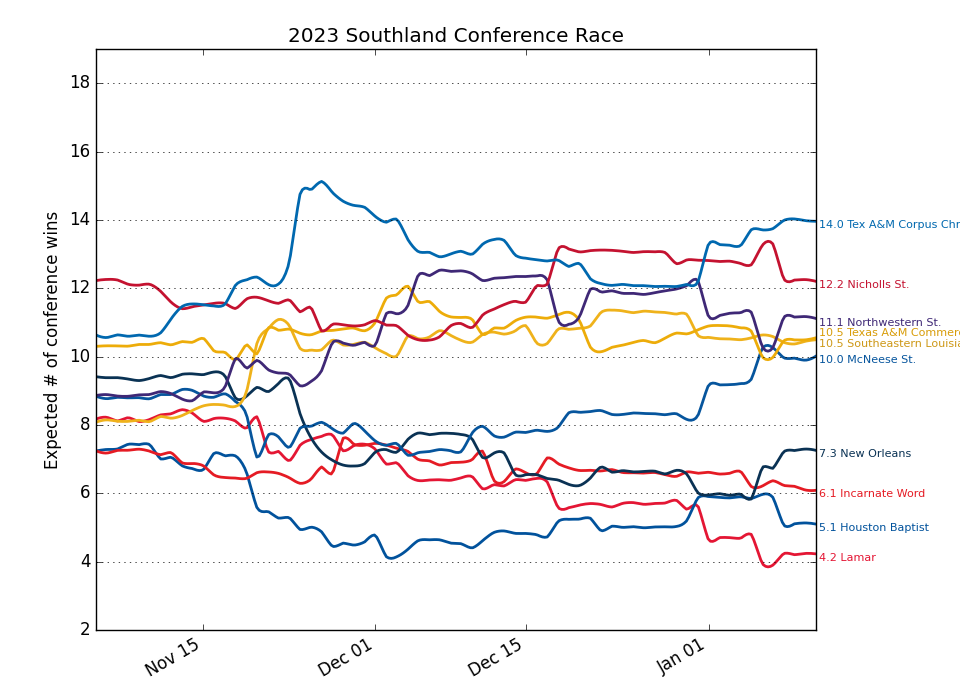 2023 Southland Conference Race
Expected # of conference wins
18
16
14
12
10
8
6
4
2
Nov 15
Dec 01
Dec 15
Jan 01
14.0 Tex A&M Corpus Chr
12.2 Nicholls St.
11.1 Northwestern St.
10.5 Texas A&M Commerc
10.5 Southeastern Louisia
10.0 McNeese St.
7.3 New Orleans
6.1 Incarnate Word
5.1 Houston Baptist
4.2 Lamar